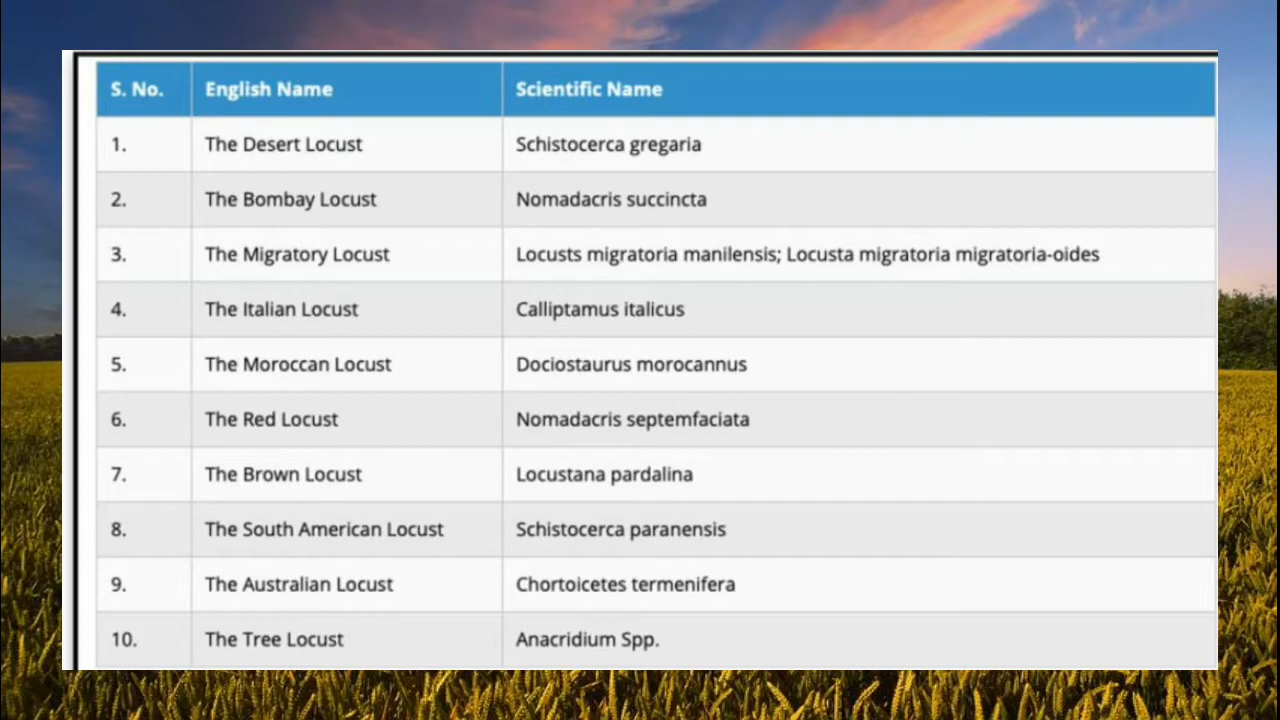 S. No. English Name Scientific Name
1. The Desert Locust Schistocerca gregaria
2. The Bombay Locust Nomadacris succincta
3. The Migratory Locust Locusts migratoria manilensis; Locusta migratoria migratoria-oides
4. The Italian Locust Calliptamus italicus
5. The Moroccan Locust Dociostaurus morocannus
6. The Red Locust Nomadacris septemfaciata
7. The Brown Locust Locustana pardalina
8. The South American Locust Schistocerca paranensis
9. The Australian Locust Chortoicetes termenifera
10. The Tree Locust Anacridium Spp.